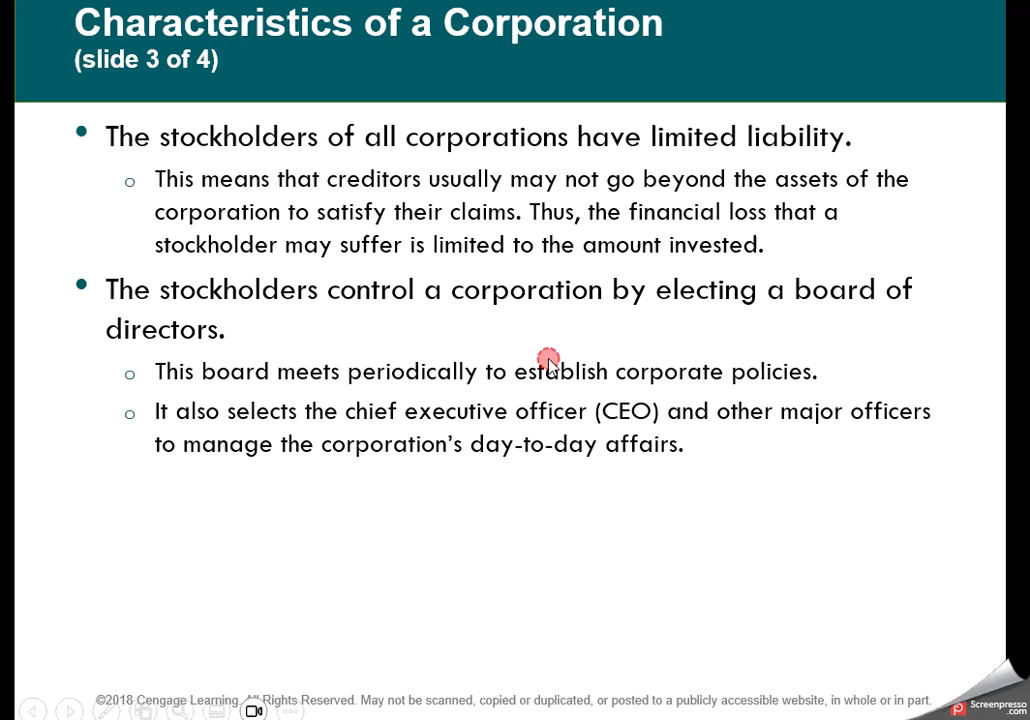 Characteristics of a Corporation
(slide 3 of 4)
• The stockholders of all corporations have limited liability.
o This means that creditors usually may not go beyond the assets of the
corporation to satisfy their claims. Thus, the financial loss that a
stockholder may suffer is limited to the amount invested.
• The stockholders control a corporation by electing a board of
directors.
o This board meets periodically to establish corporate policies.
o It also selects the chief executive officer (CEO) and other major officers
to manage the corporation's day-to-day affairs.
©2018 Cengage Learning. All Rights Reserved. May not be scanned, copied or duplicated, or posted to a publicly accessible website, in whole or in part.
Screenpresso
.com